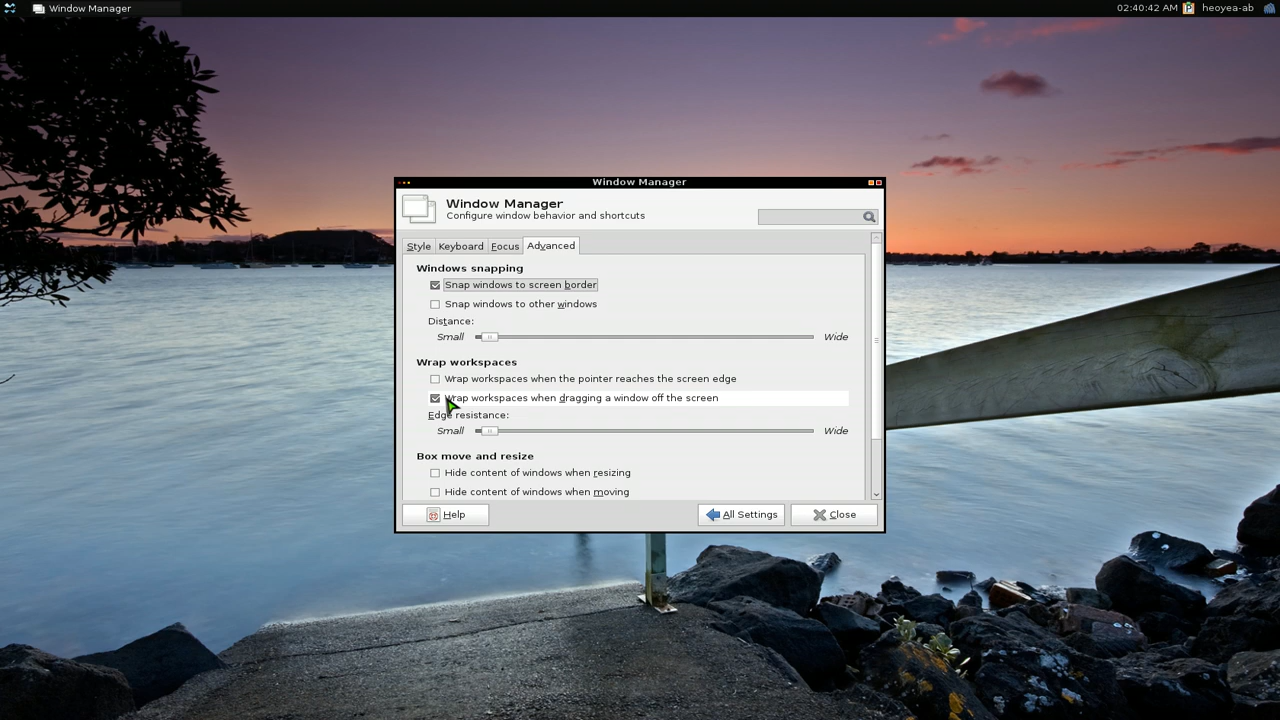 Window Manager
02:40:42 AM
heoyea-ab
Window Manager
Window Manager
Configure window behavior and shortcuts
Style
Keyboard
Focus
Advanced
Windows snapping
Snap windows to screen border
Snap windows to other windows
Distance:
Small
Wide
Wrap workspaces
Wrap workspaces when the pointer reaches the screen edge
Wrap workspaces when dragging a window off the screen
Edge resistance:
Small
Wide
Box move and resize
Hide content of windows when resizing
Hide content of windows when moving
Help
All Settings
Close